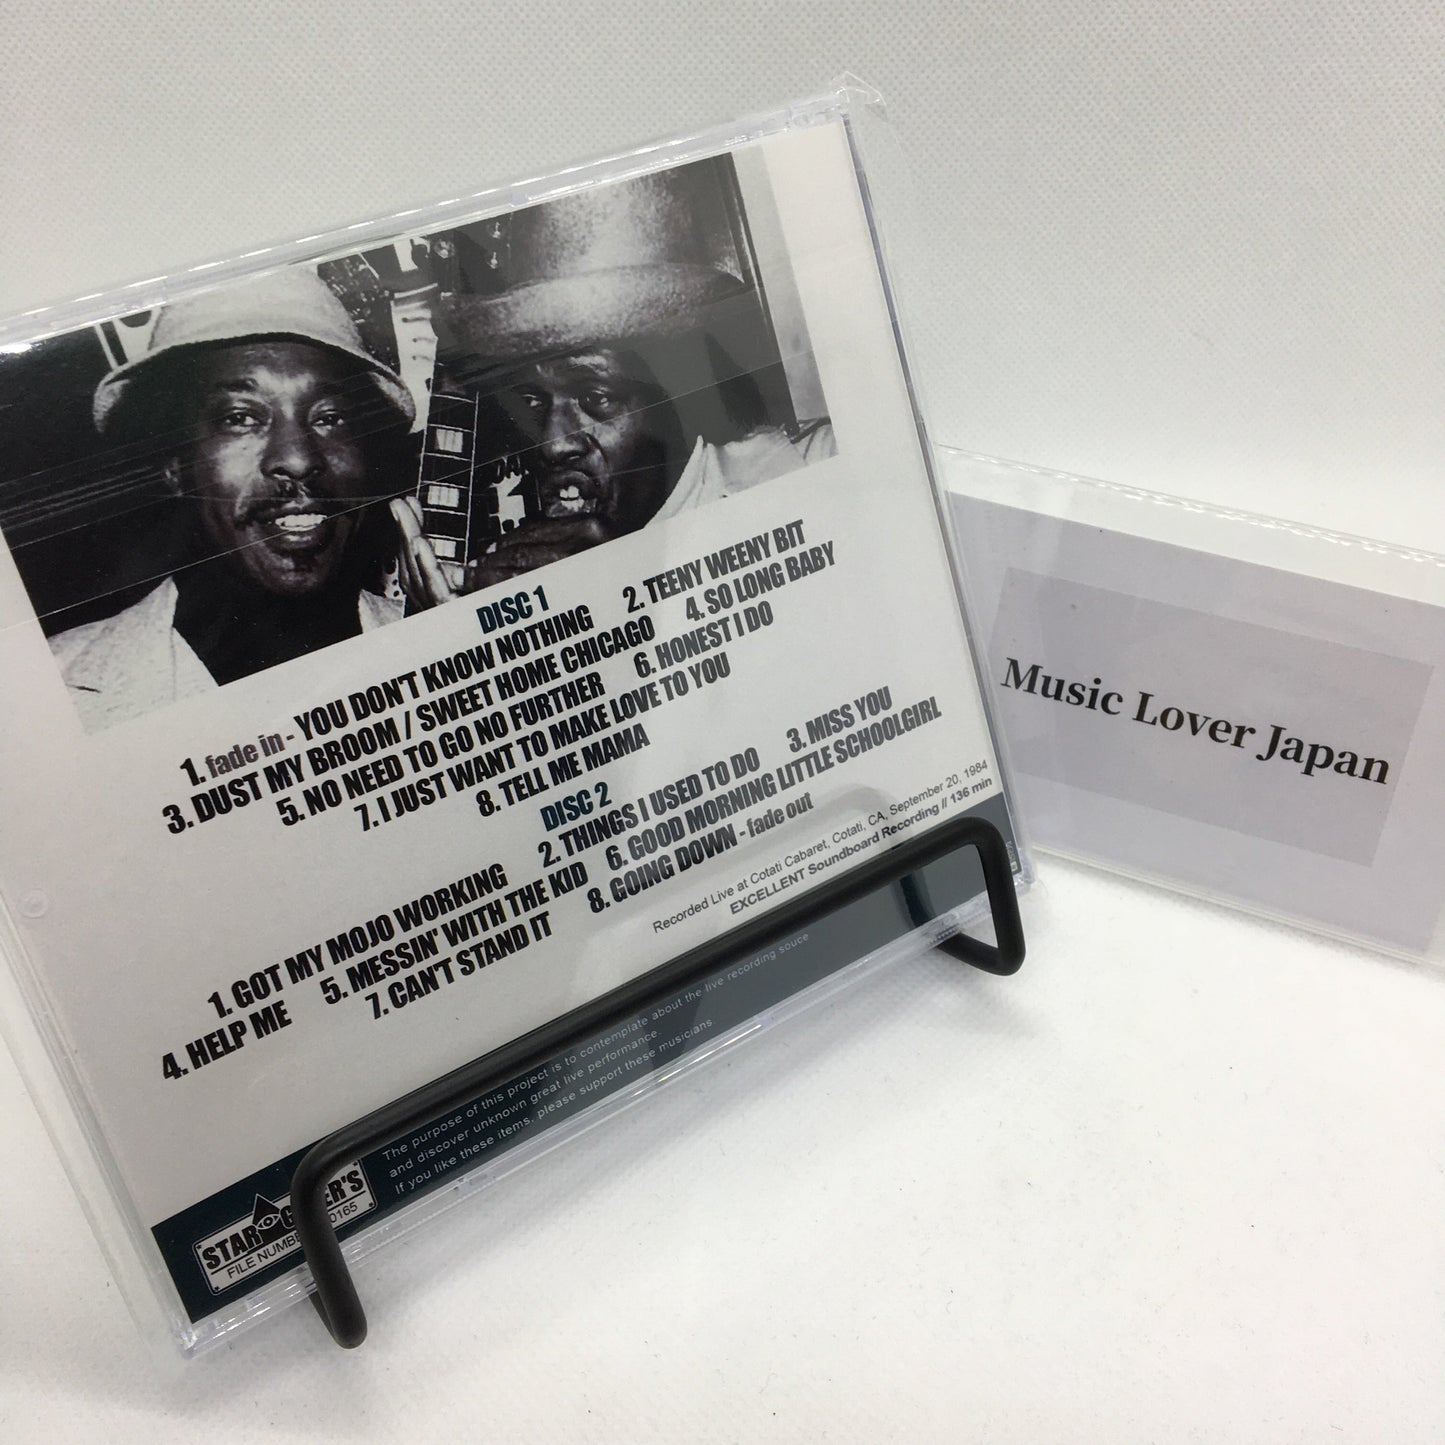 DISC 1
1. fade in - YOU DON'T KNOW NOTHING 2. TEENY WEENY BIT
3. DUST MY BROOM / SWEET HOME CHICAGO 4. SO LONG BABY
5. NO NEED TO GO NO FURTHER 6. HONEST I DO
7. I JUST WANT TO MAKE LOVE TO YOU
8. TELL ME MAMA
DISC 2
1. GOT MY MOJO WORKING 2. THINGS I USED TO DO 3. MISS YOU
4. HELP ME 5. MESSIN' WITH THE KID 6. GOOD MORNING LITTLE SCHOOLGIRL
7. CAN'T STAND IT 8. GOING DOWN - fade out
Recorded Live at Cotati Cabaret, Cotati, CA, September 20, 1984
EXCELLENT Soundboard Recording // 136 min
The purpose of this project is to contemplate about the live recording souce
and discover unknown great live performance.
If you like these items, please support these musicians.
STAR G ER'S
FILE NUMBE 0165
Music Lover Japan